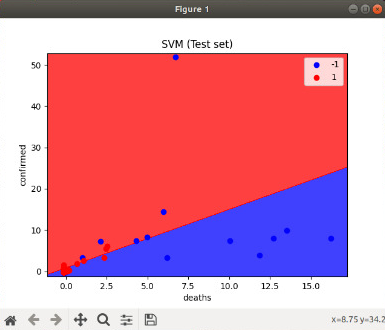 Figure 1
SVM (Test set)
-1
1
50
40
30
20
10
0
confirmed
0.0 2.5 5.0 7.5 10.0 12.5 15.0
deaths
x=8.75 y=34.2